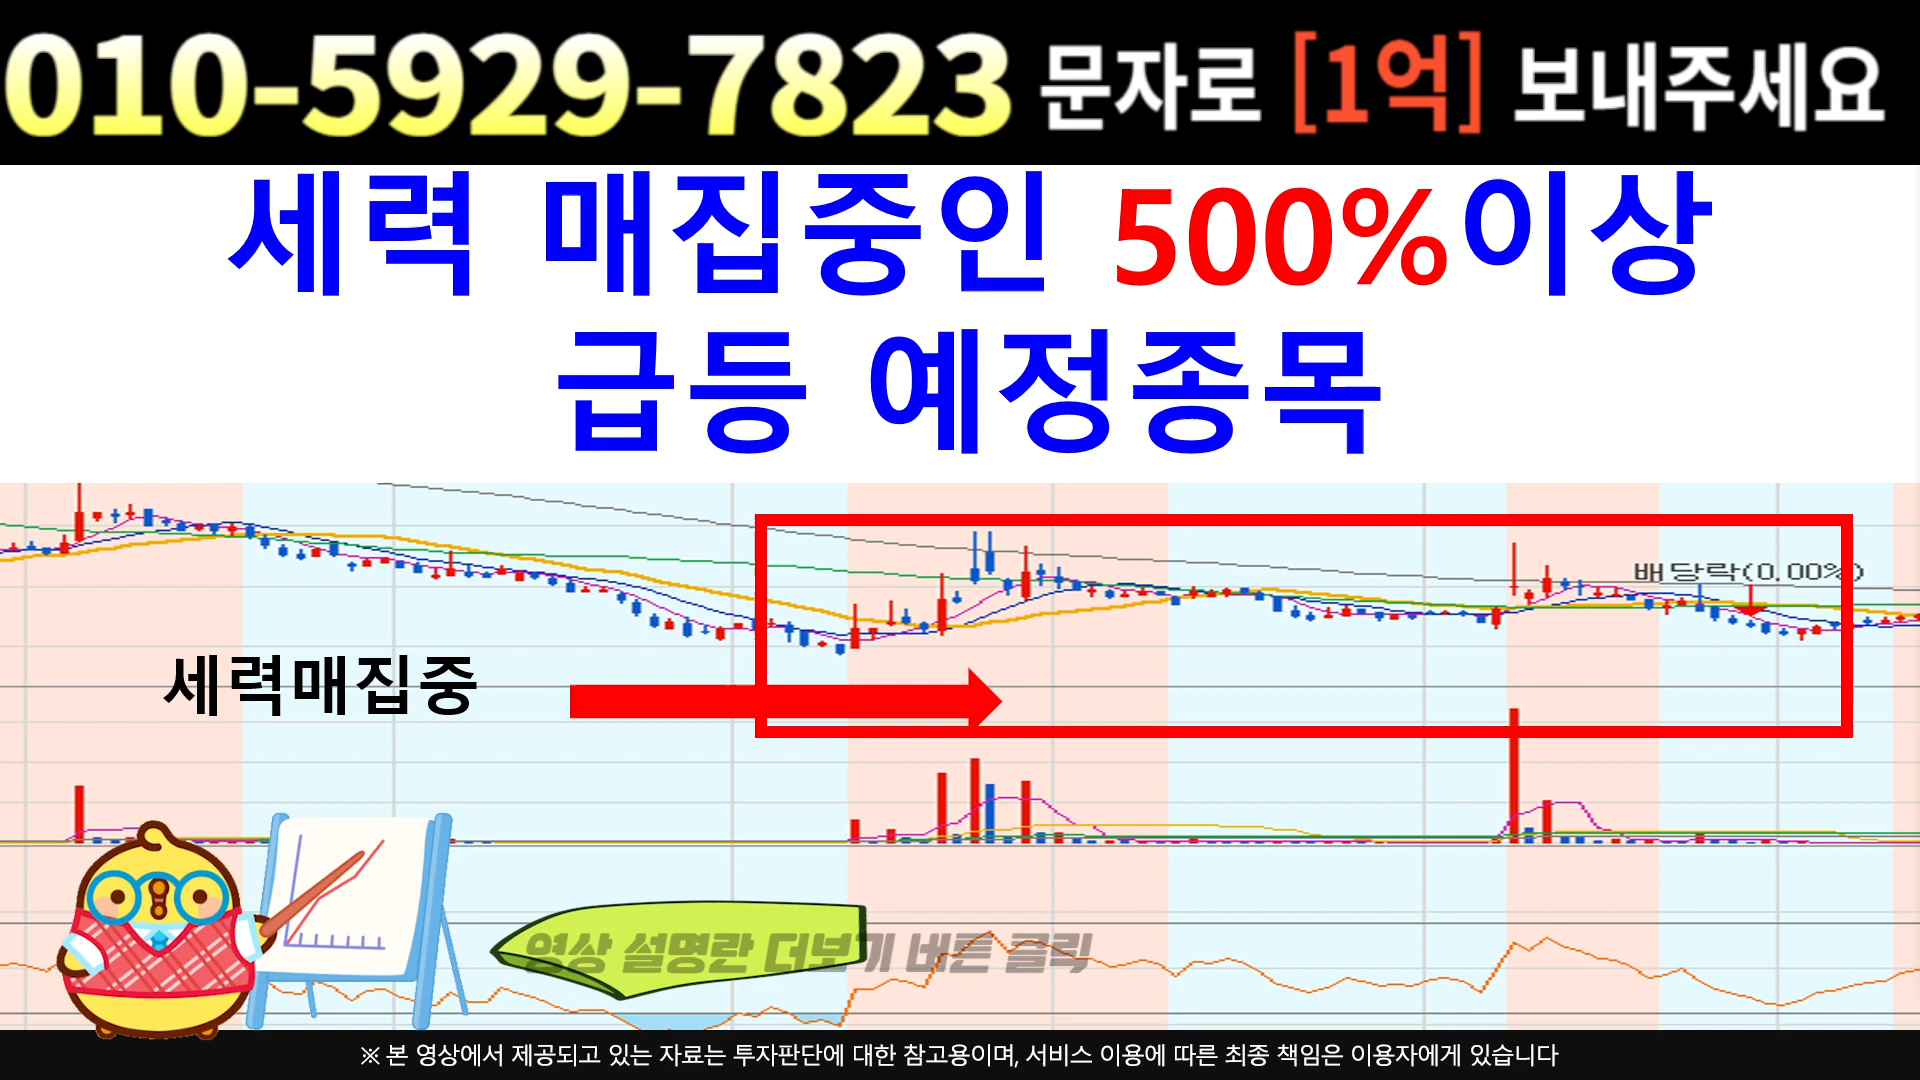 010-5929-7823 문자로 [1억] 보내주세요
세력 매집중인 500%이상
급등 예정종목
배당락(0.00%)
세력매집중
영상 설명란 더보기 버튼 클릭
※ 본 영상에서 제공되고 있는 자료는 투자판단에 대한 참고용이며, 서비스 이용에 따른 최종 책임은 이용자에게 있습니다